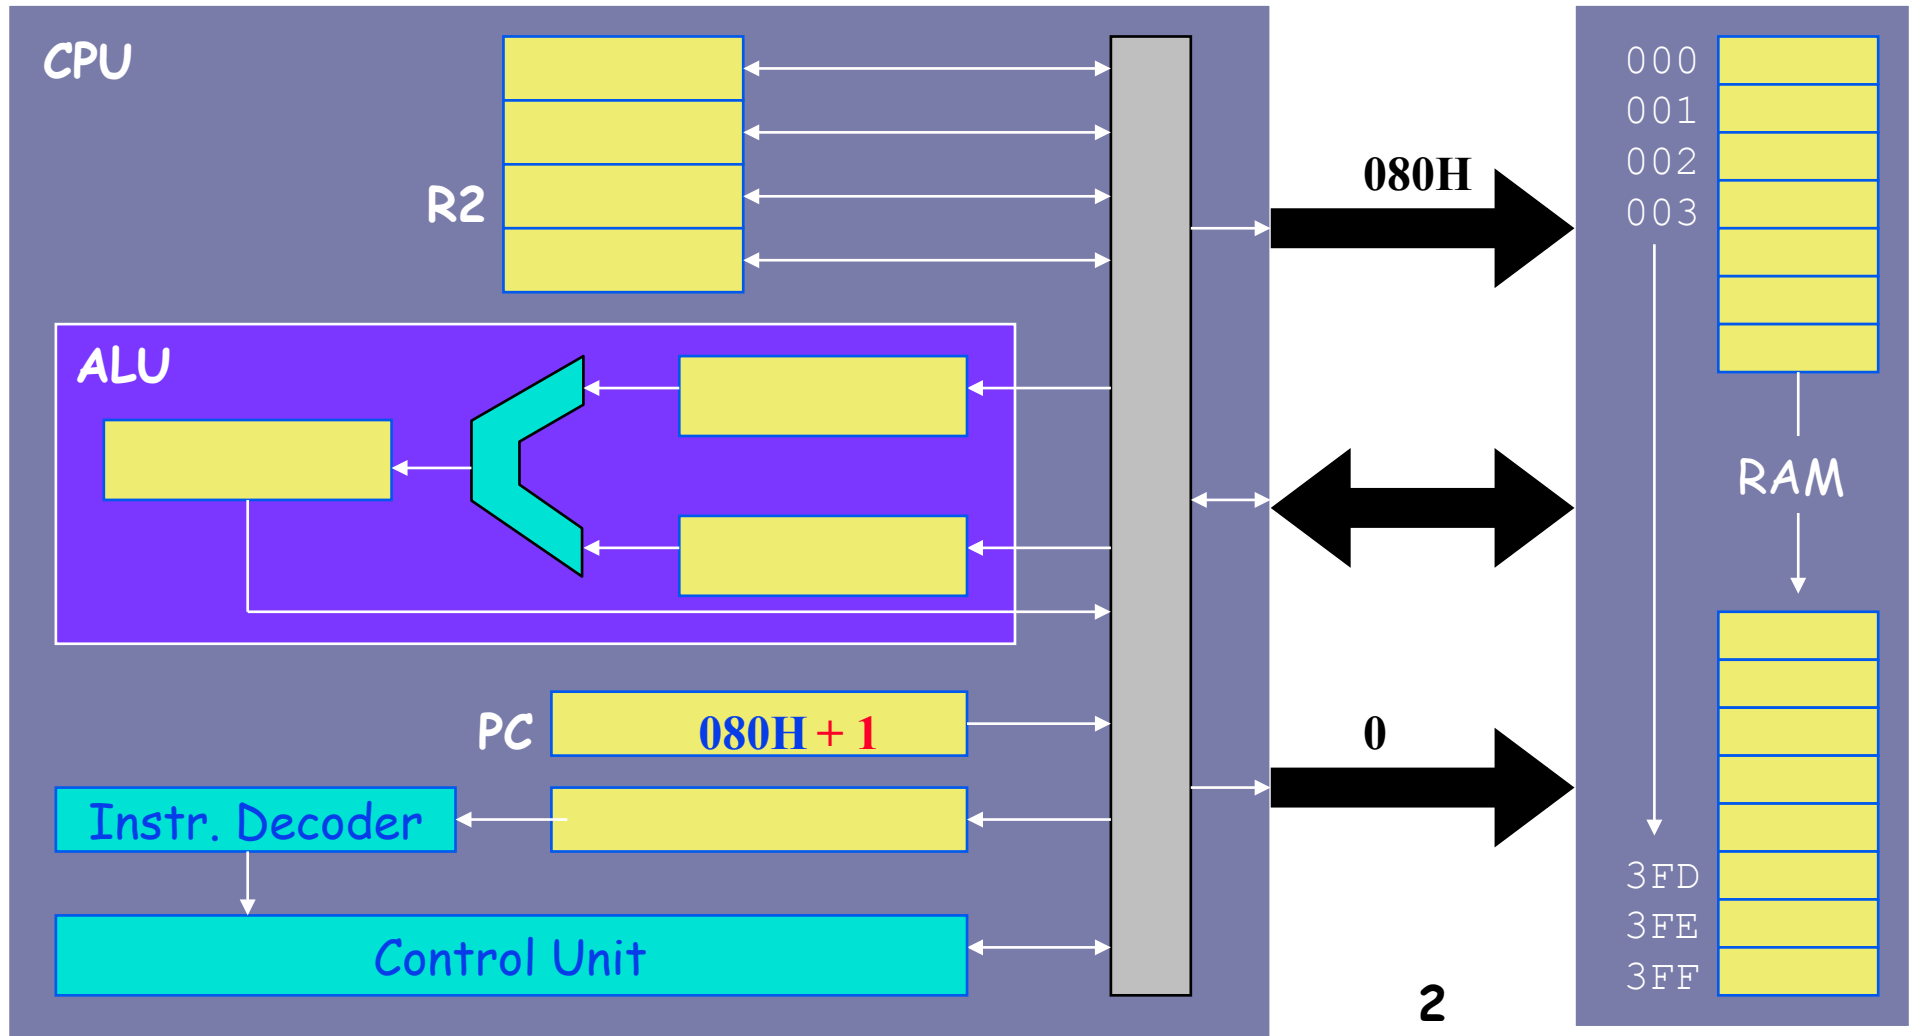 CPU
R2
ALU
PC
080H + 1
Instr. Decoder
Control Unit
080H
0
2
000
001
002
003
RAM
3FD
3FE
3FF